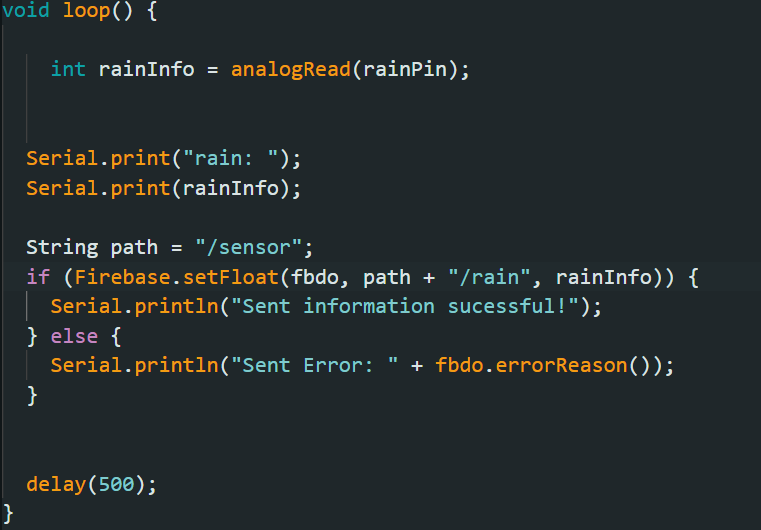 void loop() {
int rainInfo = analogRead(rainPin);
Serial.print("rain: ");
Serial.print(rainInfo);
String path = "/sensor";
if (Firebase.setFloat(fbdo, path + "/rain", rainInfo)) {
Serial.println("Sent information sucessful!");
} else {
Serial.println("Sent Error: " + fbdo.errorReason());
}
delay(500);
}